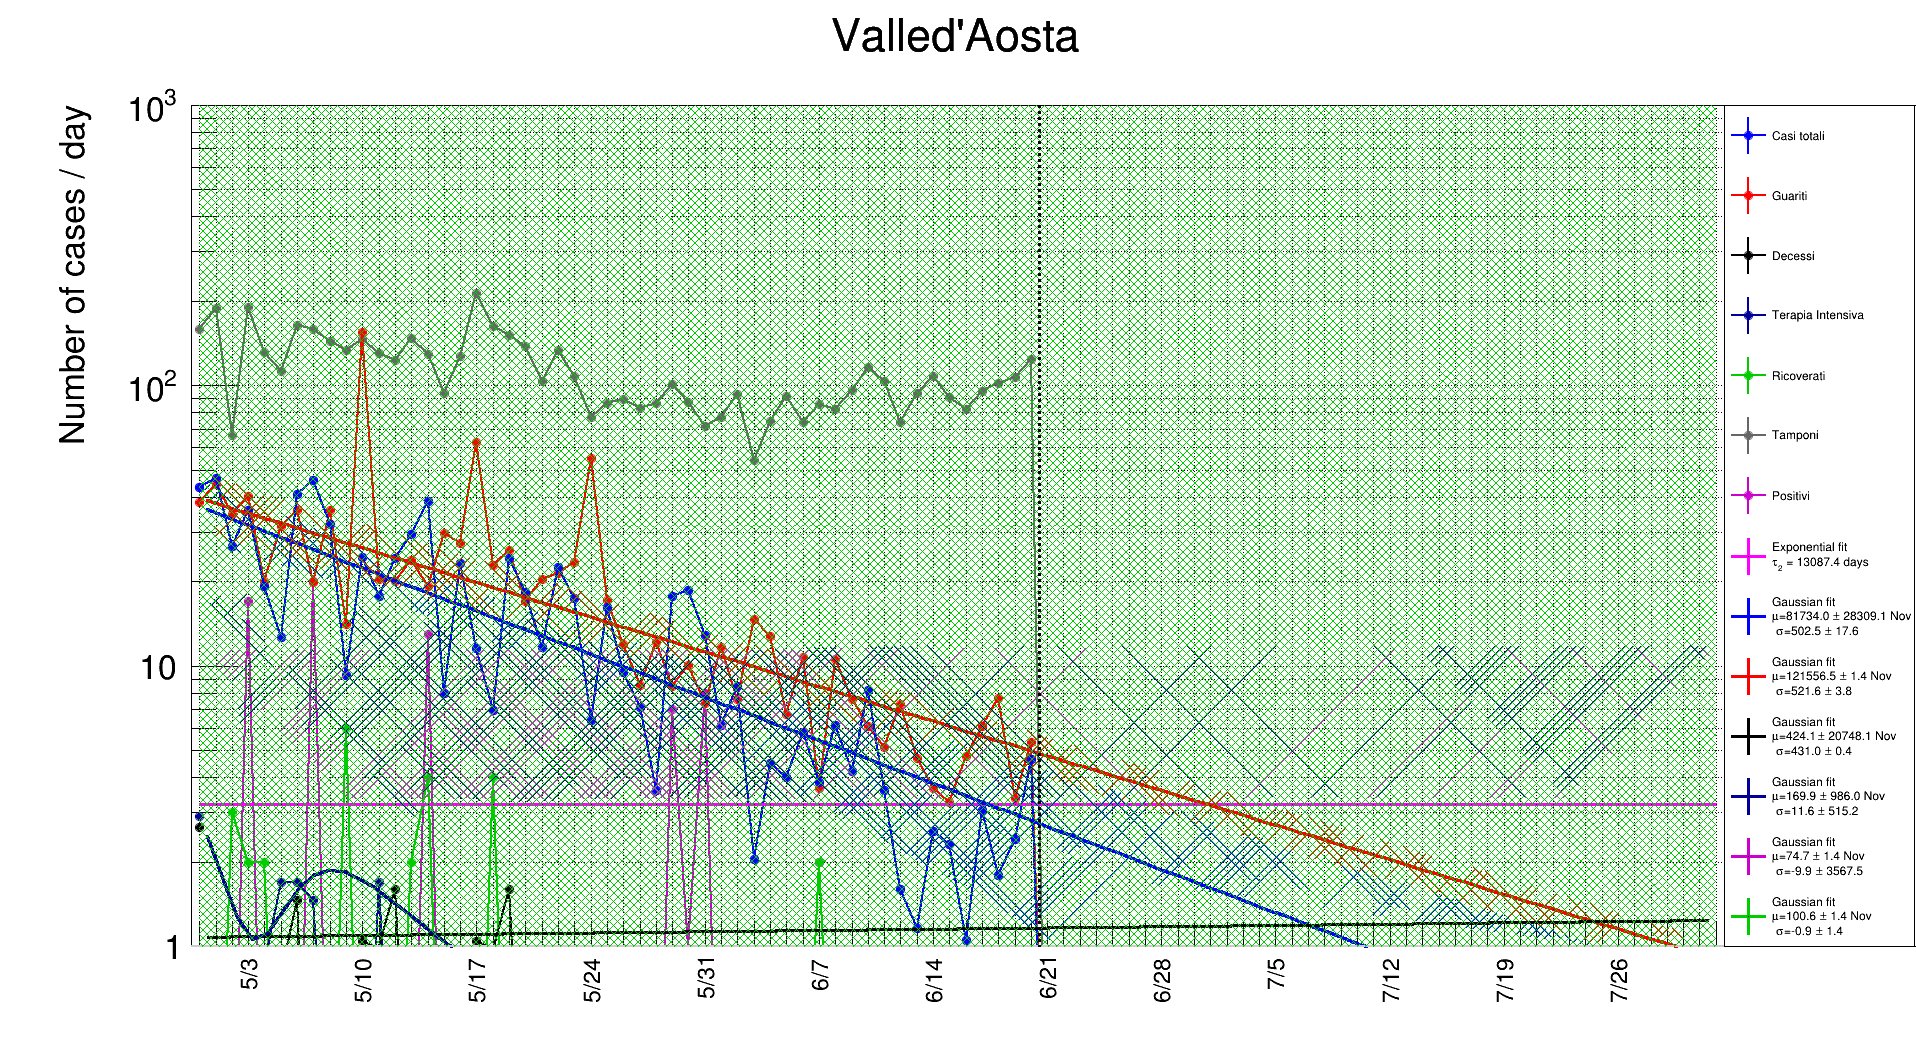 Valled'Aosta
Number of cases / day
10³
10²
10
1
5/3
5/10
5/17
5/24
5/31
6/7
6/14
6/21
6/28
7/5
7/12
7/19
7/26
Casi totali
Guariti
Decessi
Terapia Intensiva
Ricoverati
Tamponi
Positivi
Exponential fit
τ₂ = 13087.4 days
Gaussian fit
μ=81734.0 ± 28309.1 Nov
σ=502.5 ± 17.6
Gaussian fit
μ=121556.5 ± 1.4 Nov
σ=521.6 ± 3.8
Gaussian fit
μ=424.1 ± 20748.1 Nov
σ=431.0 ± 0.4
Gaussian fit
μ=169.9 ± 986.0 Nov
σ=11.6 ± 515.2
Gaussian fit
μ=74.7 ± 1.4 Nov
σ=-9.9 ± 3567.5
Gaussian fit
μ=100.6 ± 1.4 Nov
σ=-0.9 ± 1.4